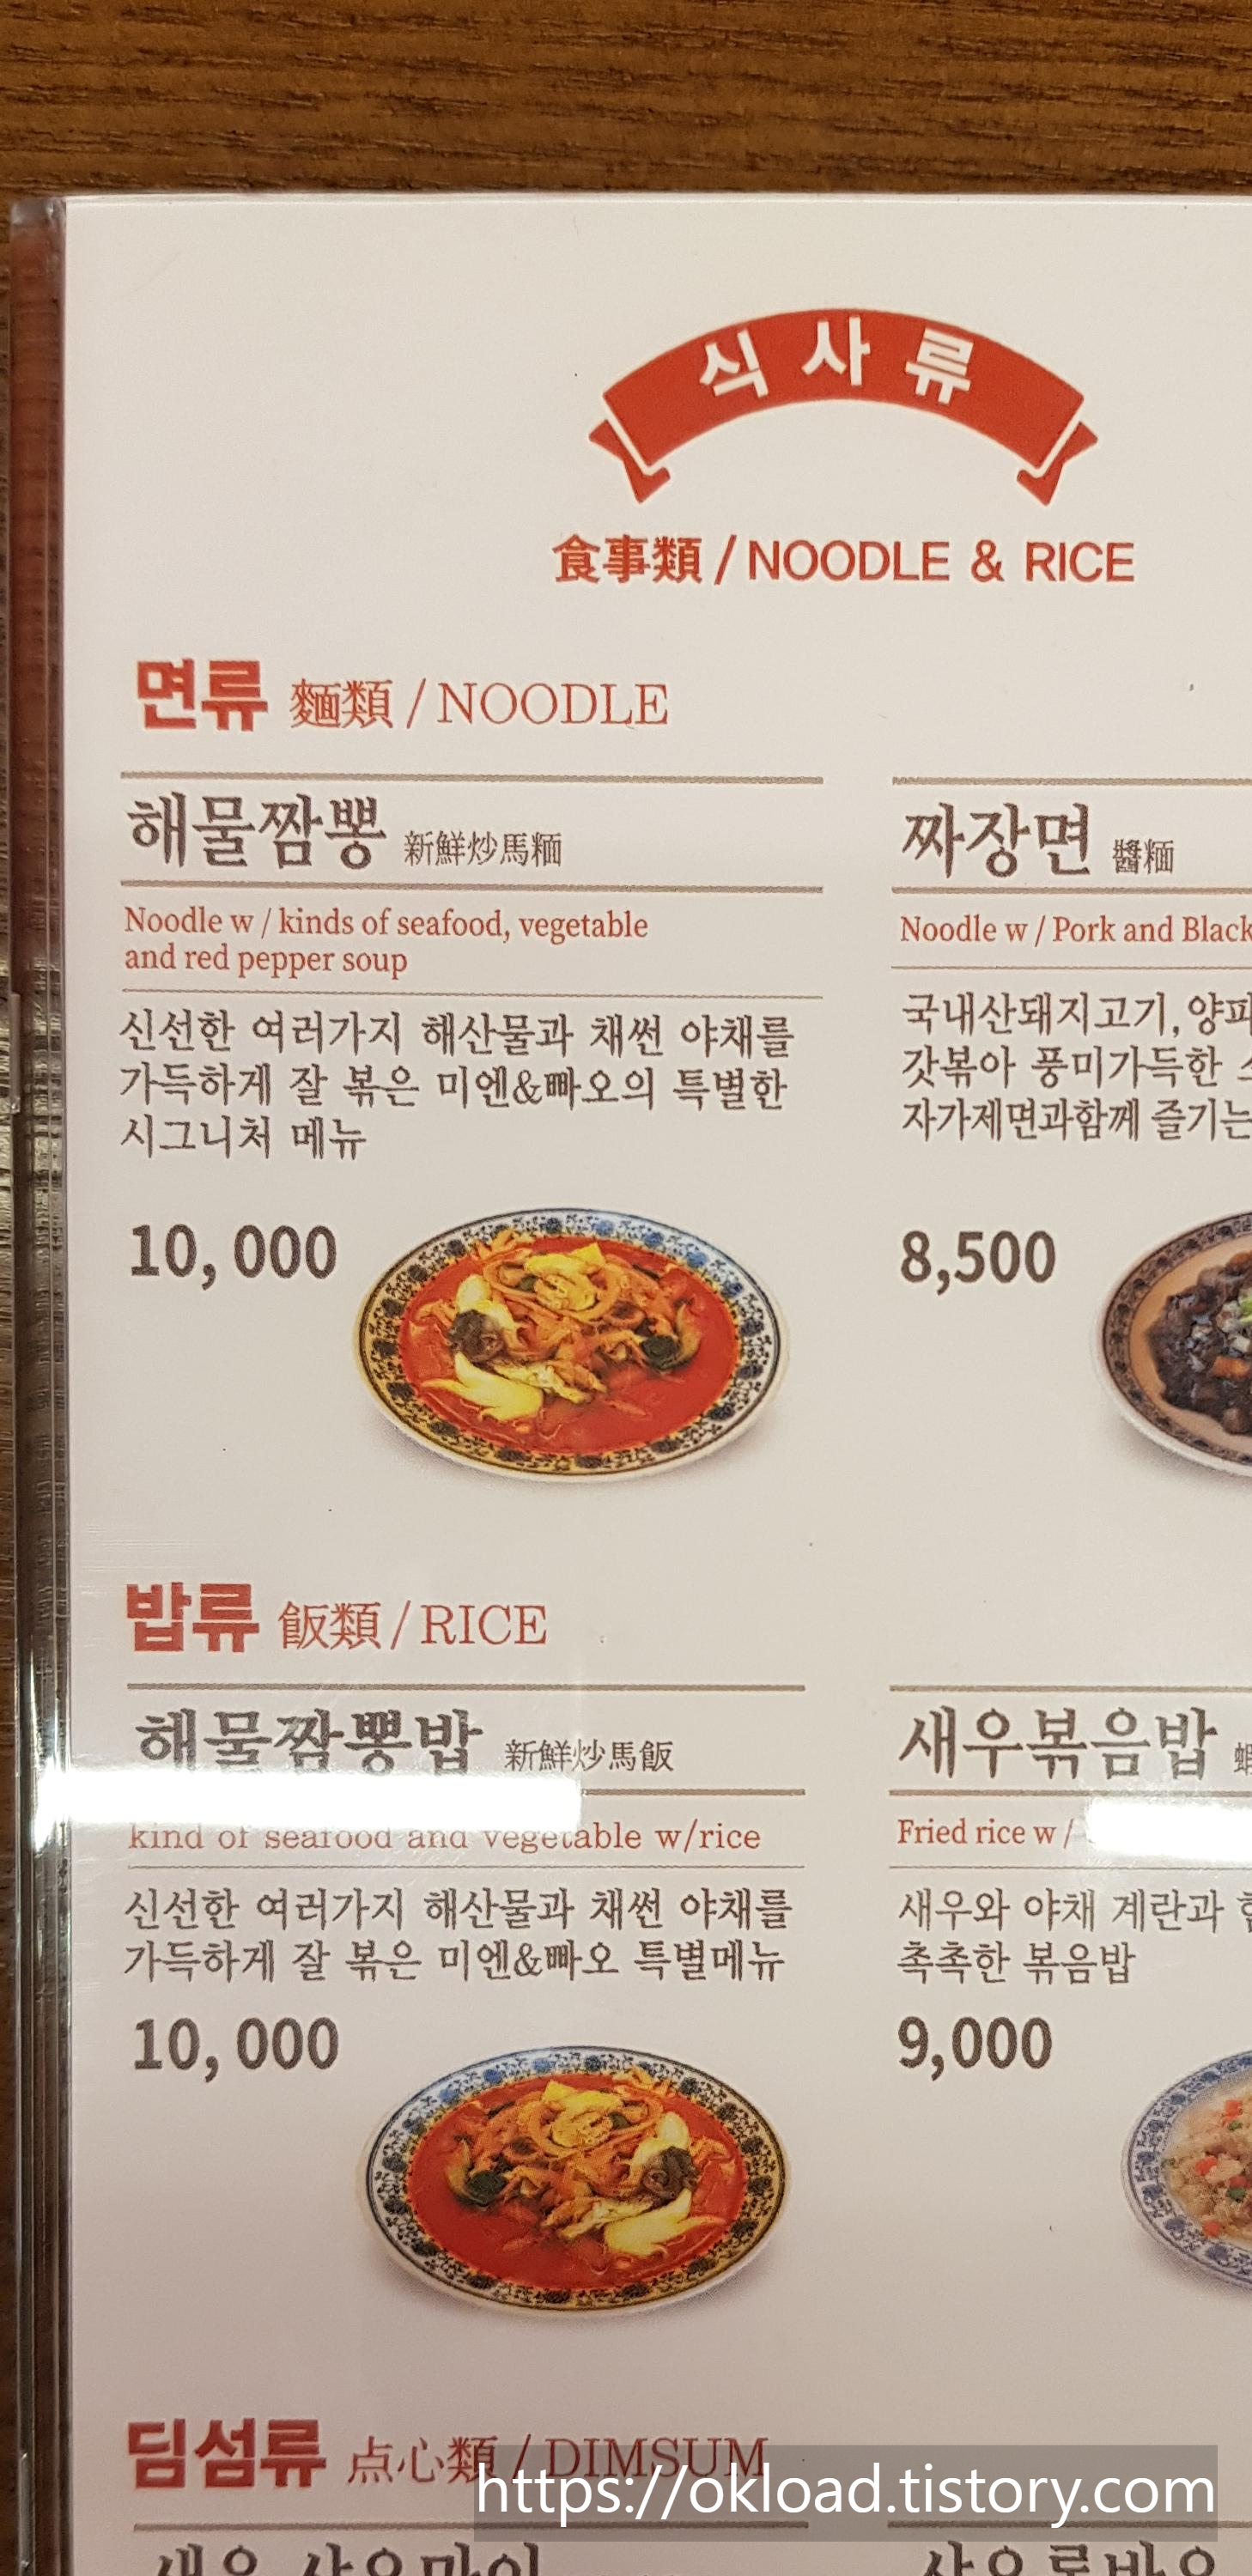 식사류
食事類 / NOODLE & RICE
면류 麵類 / NOODLE
해물짬뽕 新鮮炒馬糆
Noodle w / kinds of seafood, vegetable
and red pepper soup
신선한 여러가지 해산물과 채썬 야채를
가득하게 잘 볶은 미엔&빠오의 특별한
시그니처 메뉴
10,000
짜장면 醬糆
Noodle w / Pork and Black
국내산돼지고기,양파
갓볶아 풍미가득한
자가제면과함께 즐기는
8,500
밥류 飯類 / RICE
해물짬뽕밥 新鮮炒馬飯
kind of seafood and vegetable w/rice
신선한 여러가지 해산물과 채썬 야채를
가득하게 잘 볶은 미엔&빠오 특별메뉴
10,000
새우볶음밥
Fried rice w /
새우와 야채 계란과
촉촉한 볶음밥
9,000
딤섬류 点心類 / DIMSUM
https://okload.tistory.com